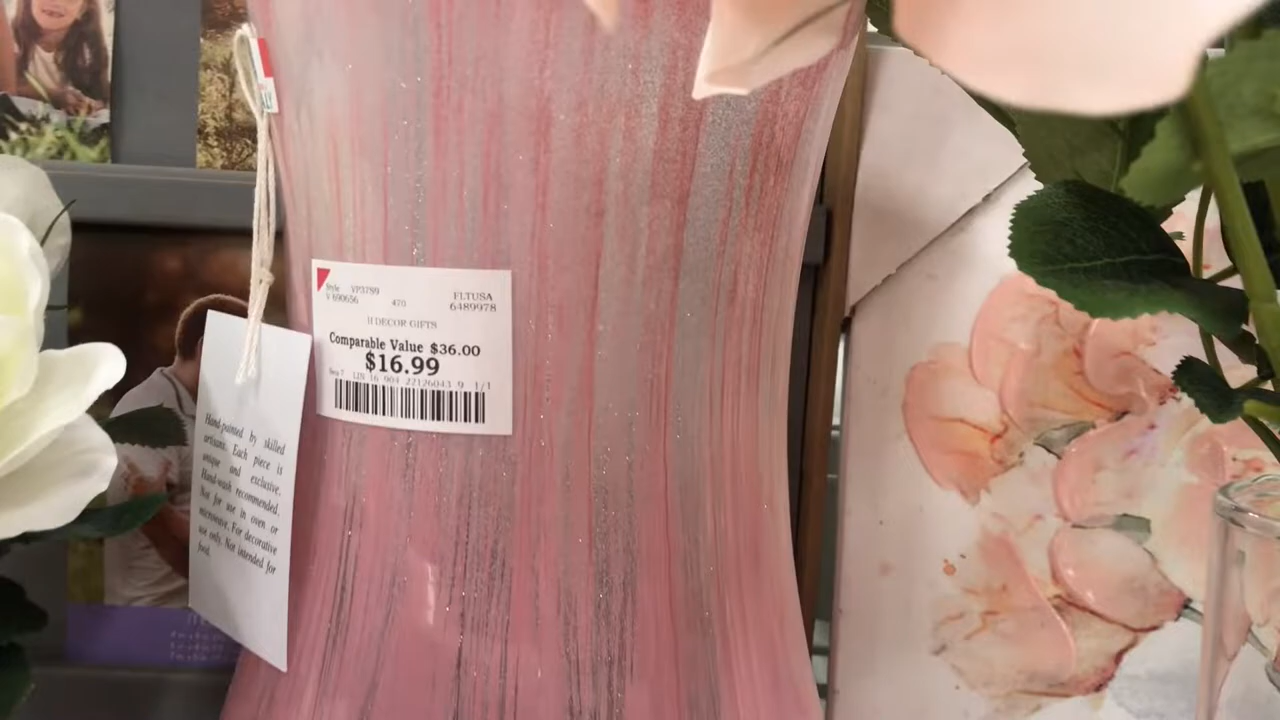 Style VP3789
V 690656
470
FLTUSA
6489978
II DECOR GIFTS
Comparable Value $36.00
$16.99
1/1
Hand-painted by skilled
artisans. Each piece is
unique and exclusive.
Hand-wash recommended.
Not for use in oven or
microwave. For decorative
use only. Not intended for
food.